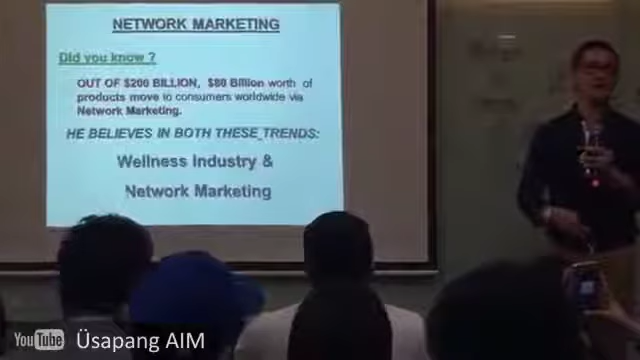 NETWORK MARKETING
Did you know ?
OUT OF $200 BILLION, $80 Billion worth of
products move to consumers worldwide via
Network Marketing.
HE BELIEVES IN BOTH THESE TRENDS:
Wellness Industry &
Network Marketing
YouTube Üsapang AIM